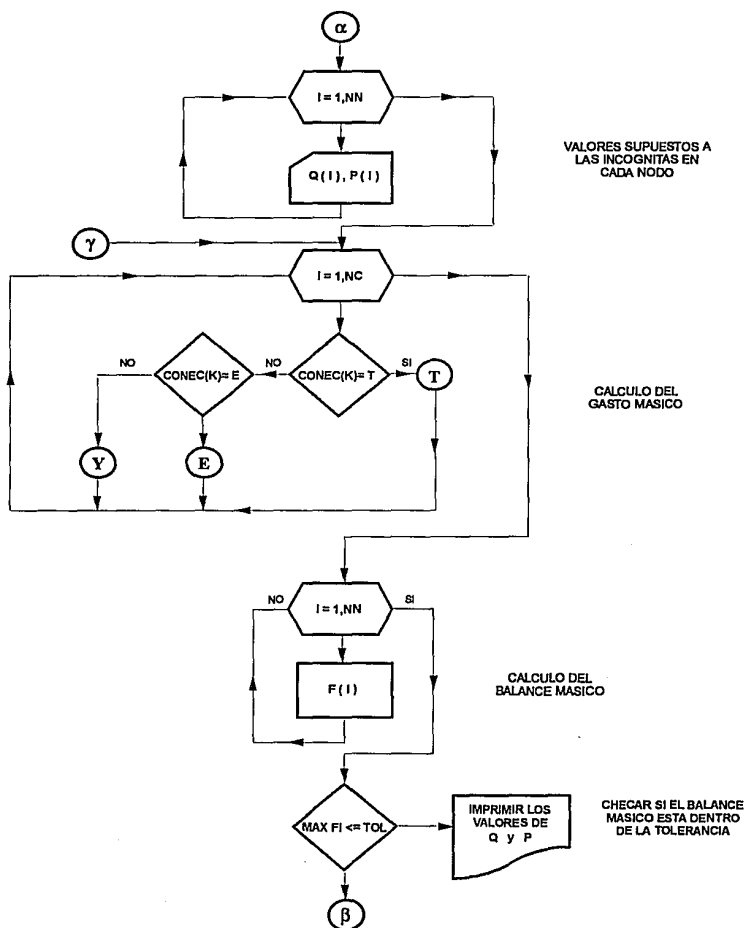 α
I = 1,NN
Q ( I ) , P ( I )
VALORES SUPUESTOS A
LAS INCOGNITAS EN
CADA NODO
γ
I = 1,NC
NO
NO
SI
CONEC(K)= E
CONEC(K)= T
T
CALCULO DEL
GASTO MASICO
Y
E
NO
I = 1,NN
SI
F ( I )
CALCULO DEL
BALANCE MASICO
MAX FI <= TOL
IMPRIMIR LOS
VALORES DE
Q y P
CHECAR SI EL BALANCE
MASICO ESTA DENTRO
DE LA TOLERANCIA
β